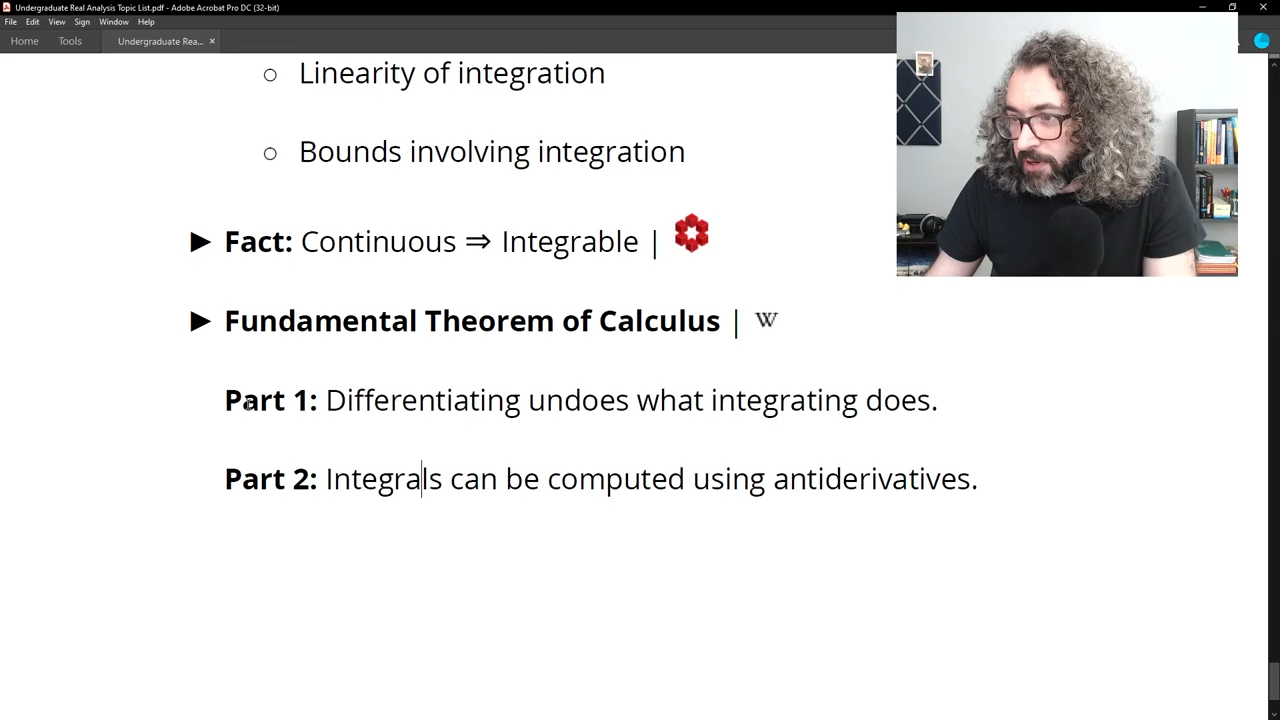 Undergraduate Real Analysis Topic List.pdf - Adobe Acrobat Pro DC (32-bit)
File Edit View Sign Window Help
Home Tools Undergraduate Rea... ×
○ Linearity of integration
○ Bounds involving integration
► Fact: Continuous ⇒ Integrable |
► Fundamental Theorem of Calculus | W
Part 1: Differentiating undoes what integrating does.
Part 2: Integrals can be computed using antiderivatives.